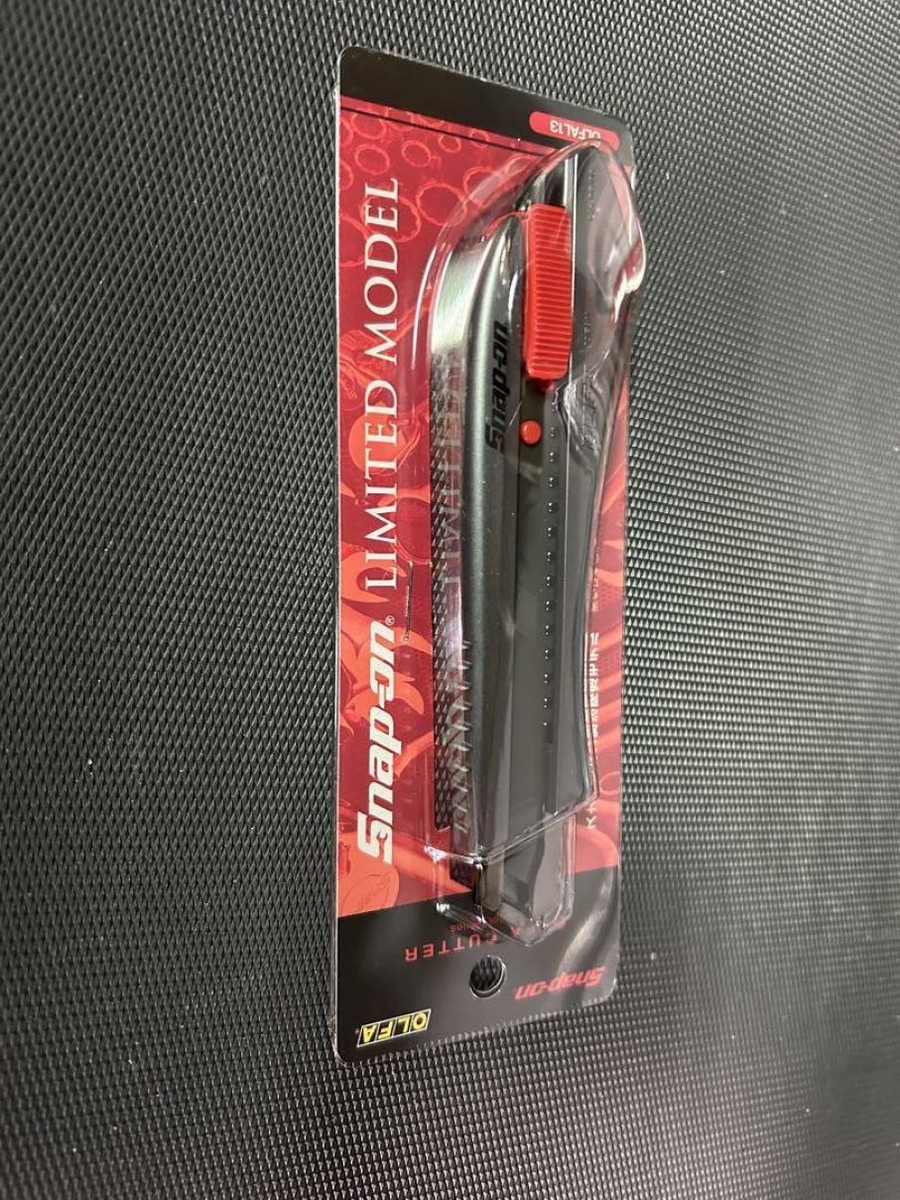 OLFA
Snap-on
CUTTER
Snap-on® LIMITED MODEL
Snap-on
OLFAL13